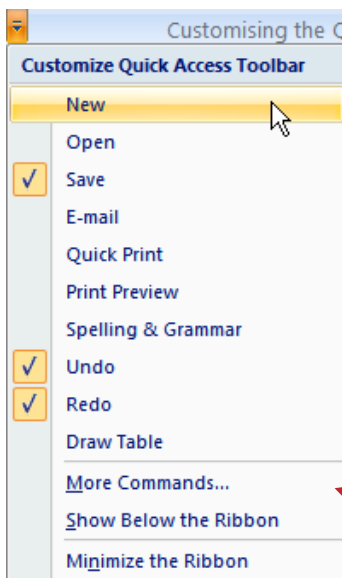 Customising the Q
Customize Quick Access Toolbar
New
Open
Save
E-mail
Quick Print
Print Preview
Spelling & Grammar
Undo
Redo
Draw Table
More Commands...
Show Below the Ribbon
Minimize the Ribbon